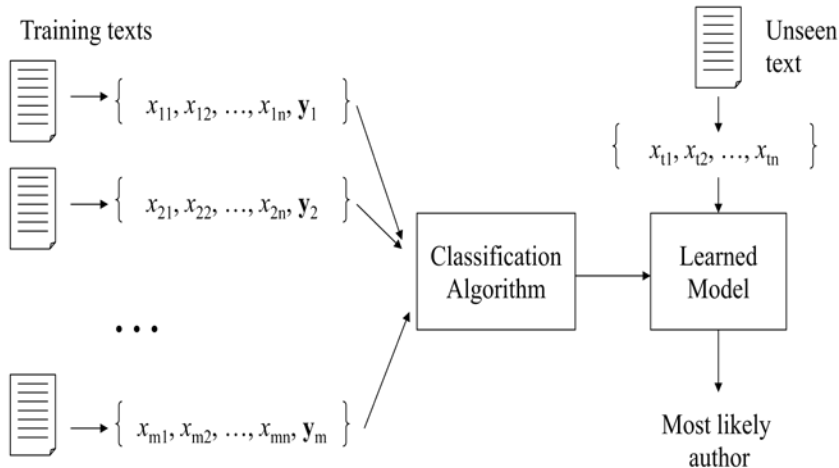 Training texts
{ x₁₁, x₁₂, …, x₁ₙ, y₁ }
{ x₂₁, x₂₂, …, x₂ₙ, y₂ }
• • •
{ xₘ₁, xₘ₂, …, xₘₙ, yₘ }
Classification
Algorithm
Unseen
text
{ xₜ₁, xₜ₂, …, xₜₙ }
Learned
Model
Most likely
author